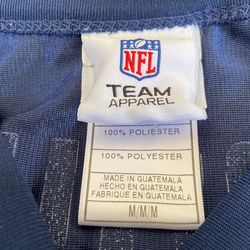 NFL
TEAM
APPAREL
100% POLIESTER
100% POLYESTER
MADE IN GUATEMALA
HECHO EN GUATEMALA
FABRIQUE EN GUATEMALA
M/M/M